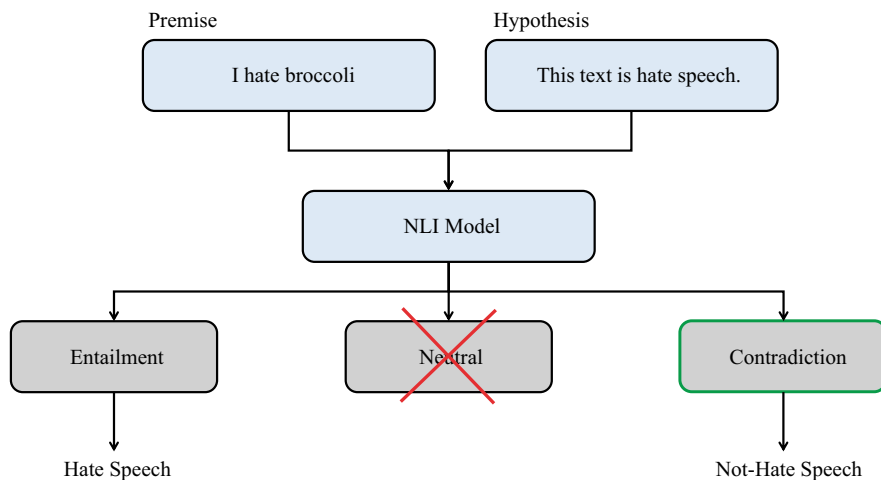 Premise
Hypothesis
I hate broccoli
This text is hate speech.
NLI Model
Entailment
Neutral
Contradiction
Hate Speech
Not-Hate Speech